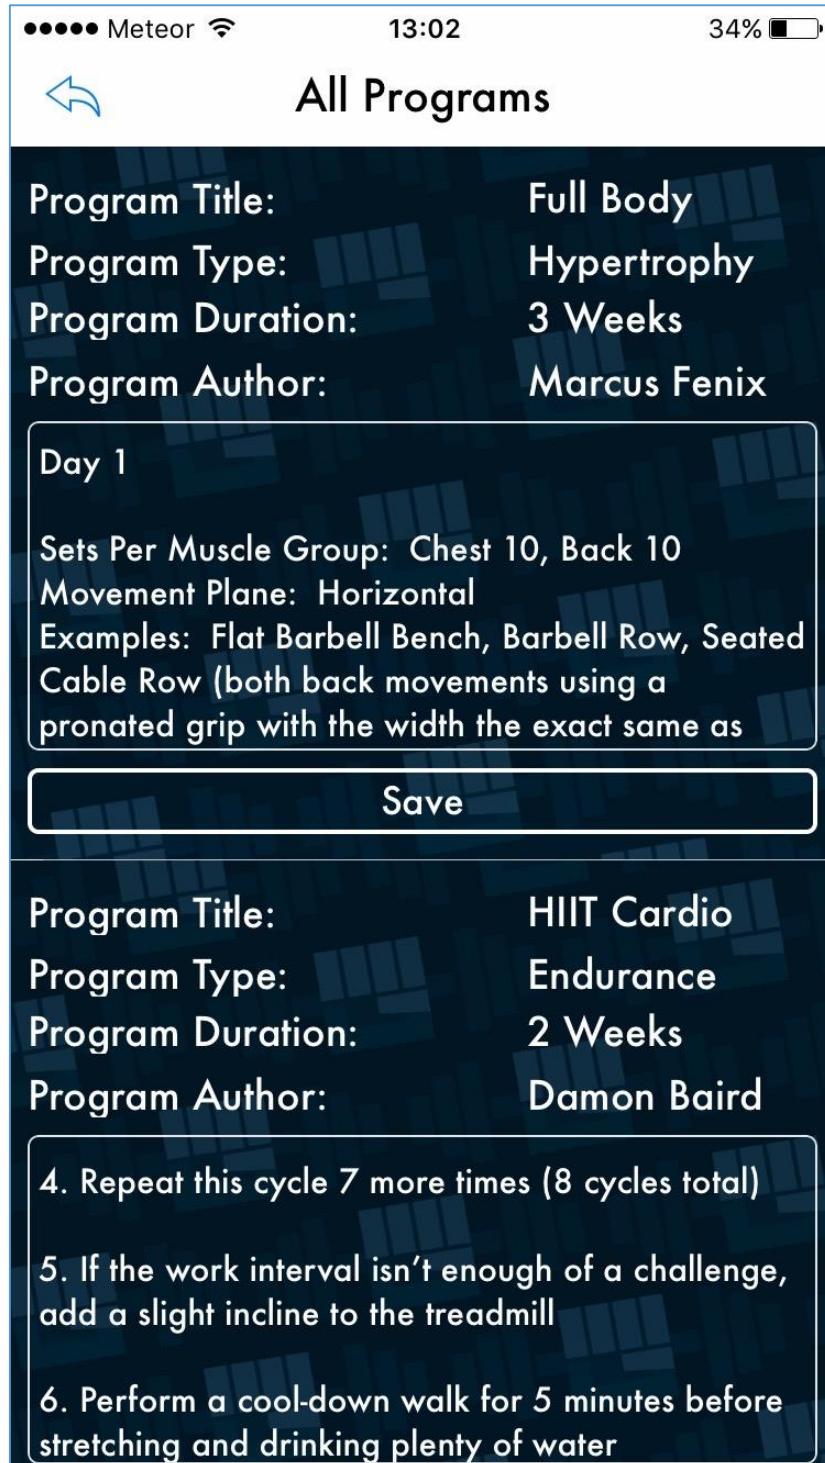 Meteor 13:02 34%
All Programs
Program Title: Full Body
Program Type: Hypertrophy
Program Duration: 3 Weeks
Program Author: Marcus Fenix
Day 1
Sets Per Muscle Group: Chest 10, Back 10
Movement Plane: Horizontal
Examples: Flat Barbell Bench, Barbell Row, Seated
Cable Row (both back movements using a
pronated grip with the width the exact same as
Save
Program Title: HIIT Cardio
Program Type: Endurance
Program Duration: 2 Weeks
Program Author: Damon Baird
4. Repeat this cycle 7 more times (8 cycles total)
5. If the work interval isn’t enough of a challenge,
add a slight incline to the treadmill
6. Perform a cool-down walk for 5 minutes before
stretching and drinking plenty of water